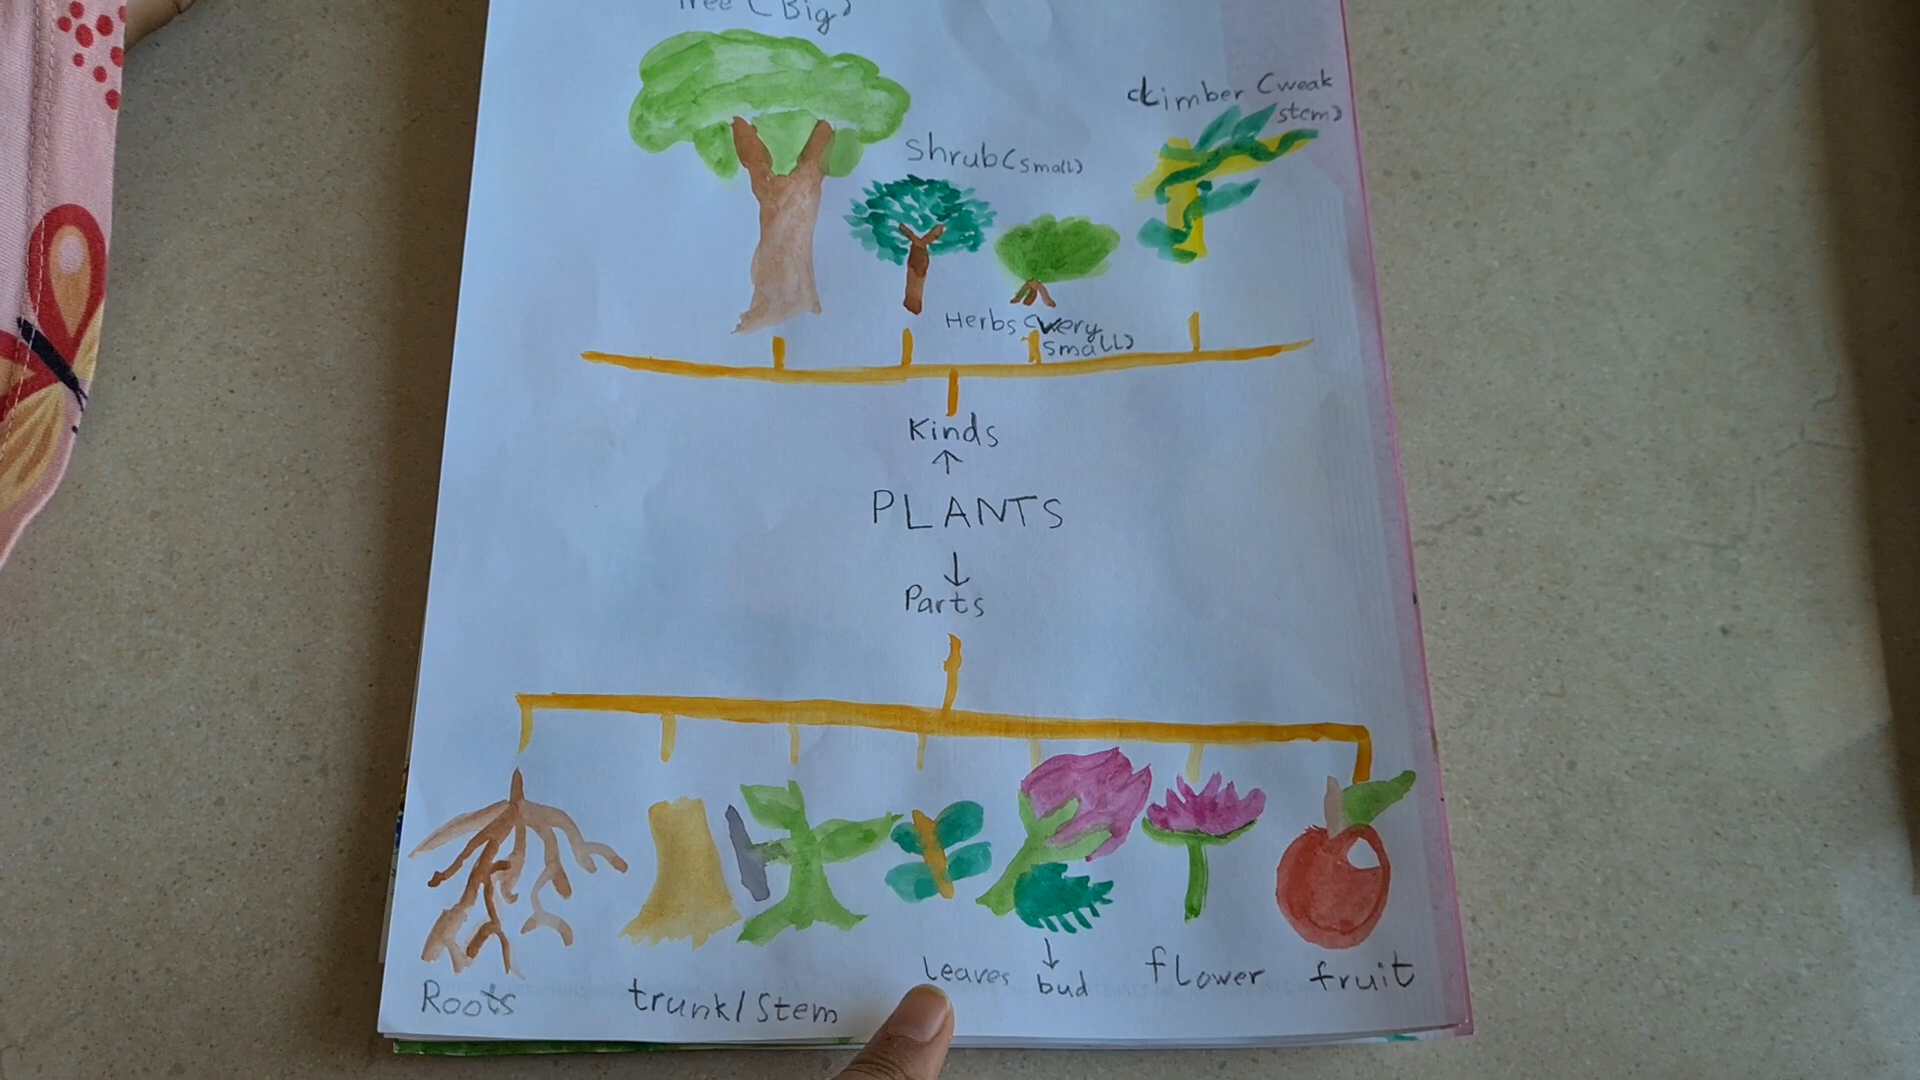 Tree (Big)
climber (weak
stem)
Shrub (small)
Herbs (very
small)
Kinds
↑
PLANTS
↓
Parts
Roots
trunk/Stem
leaves
↓
bud
flower
fruit